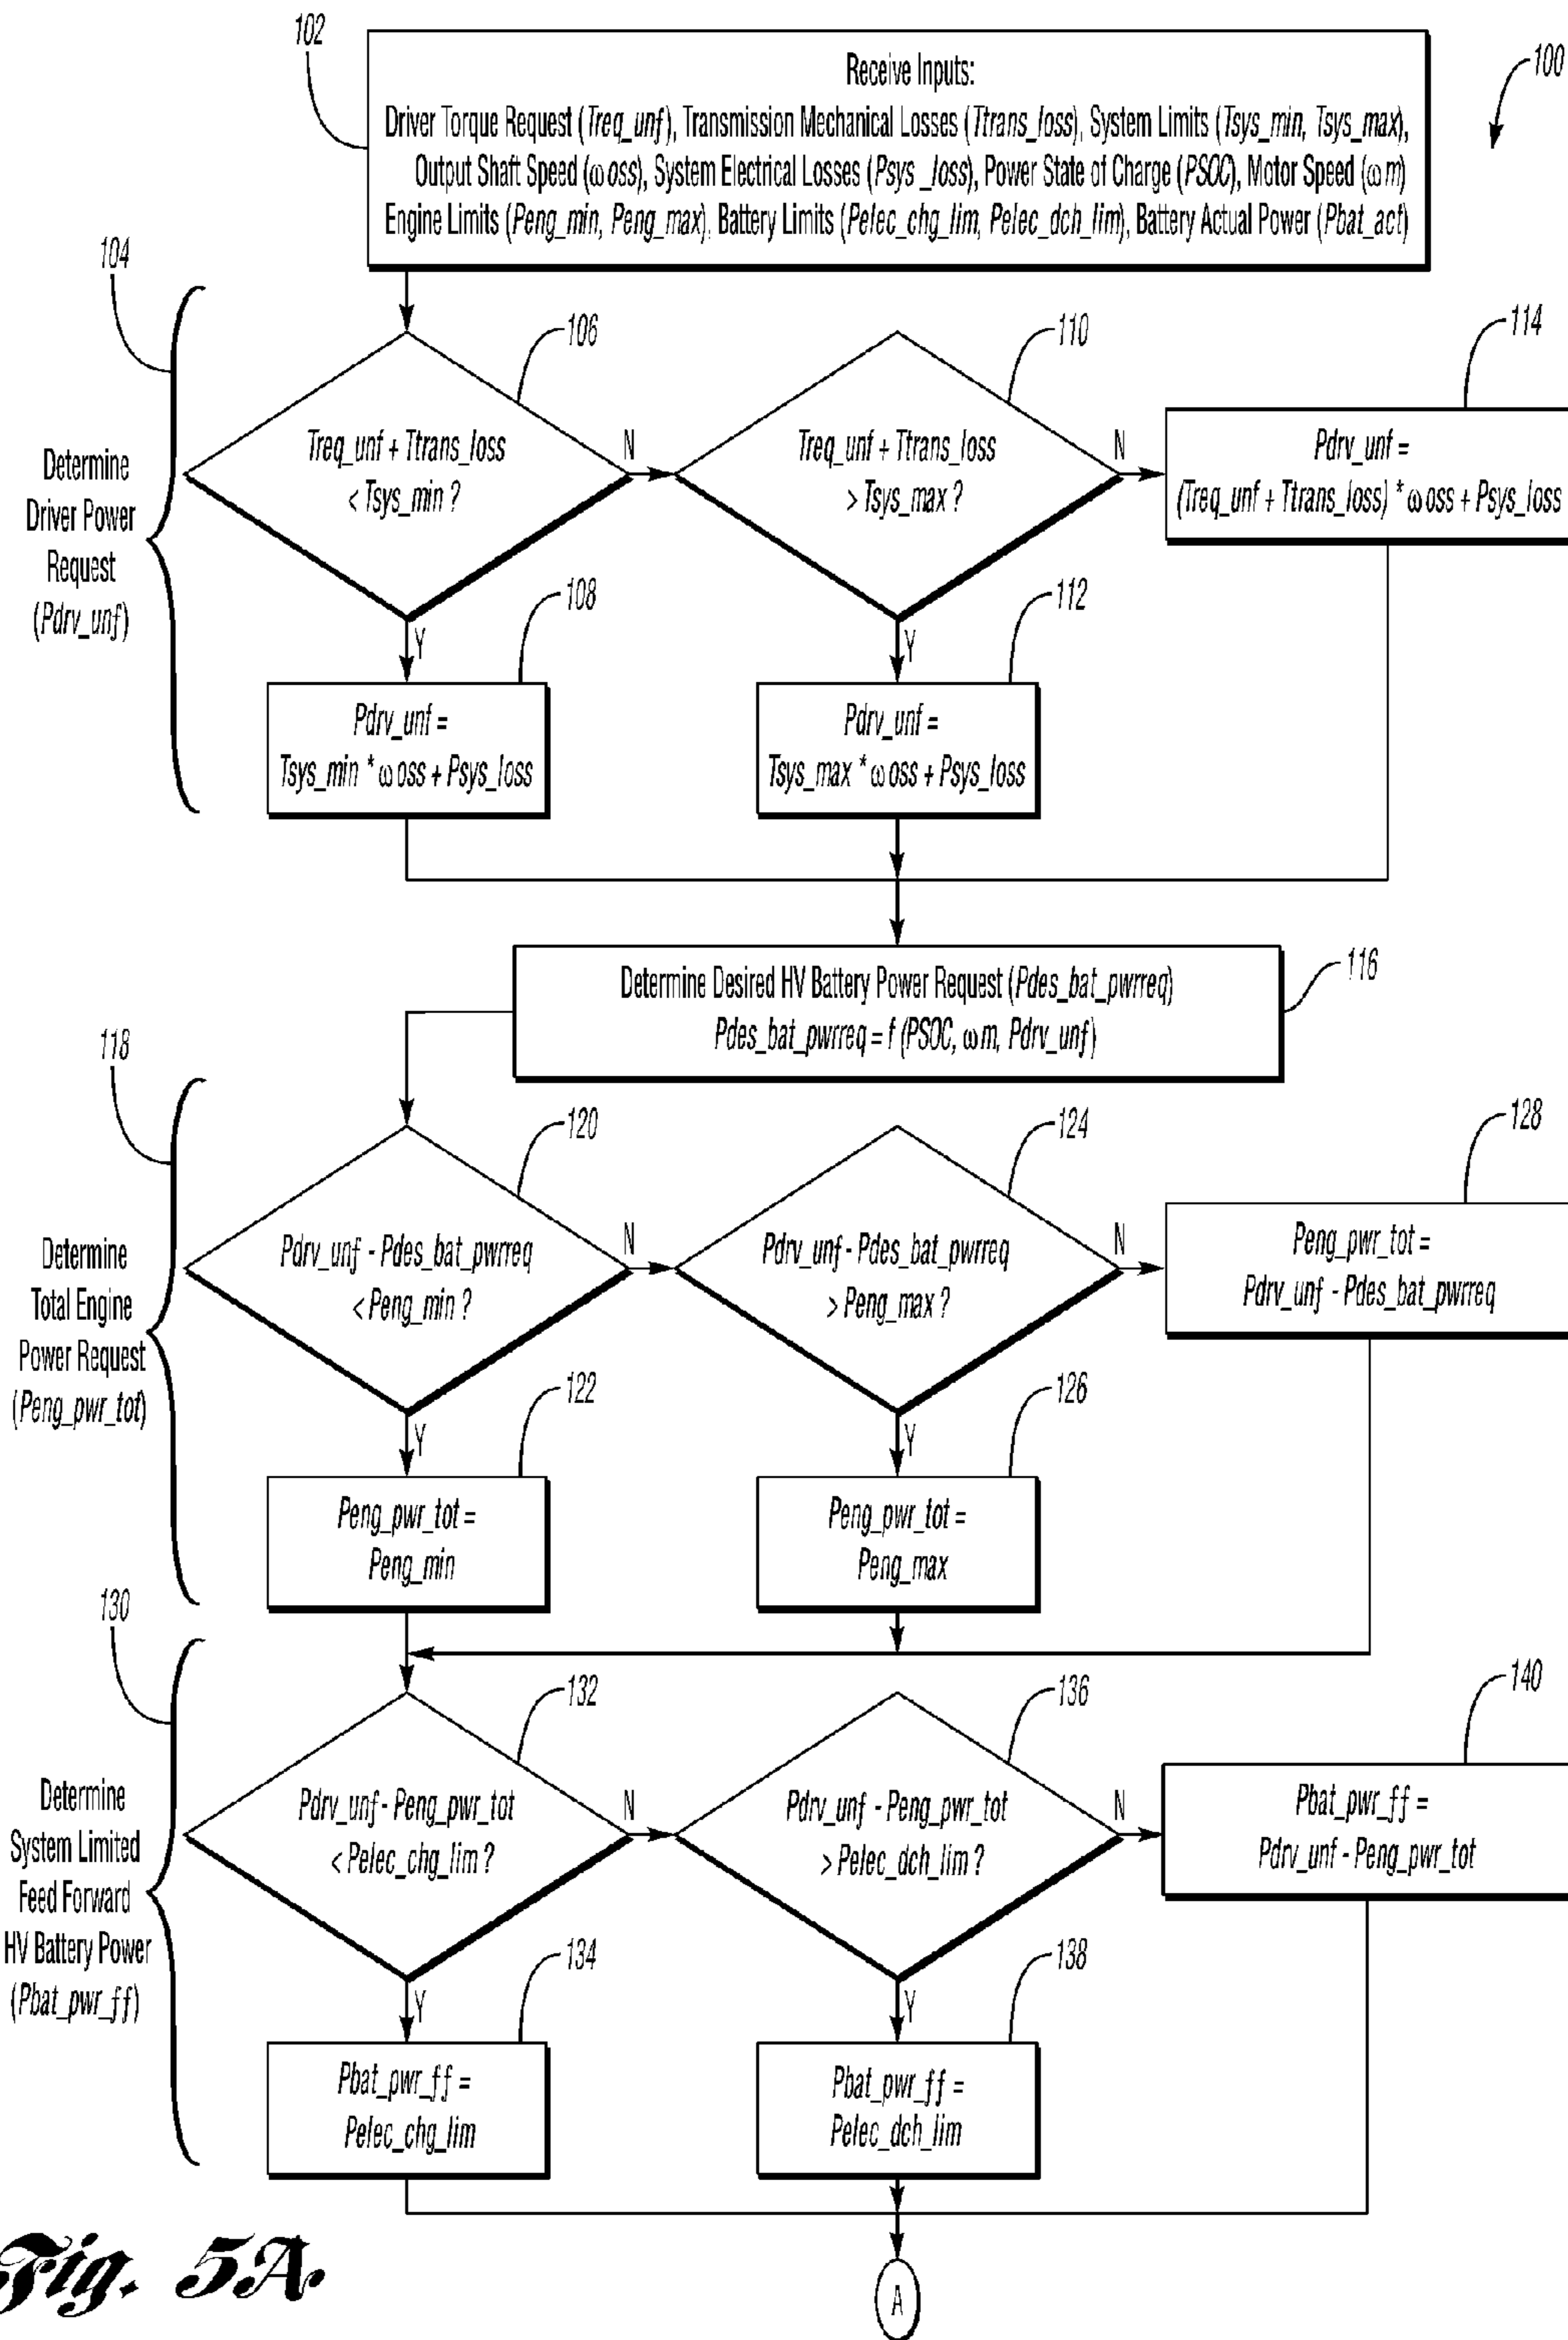 102
100
Receive Inputs:
Driver Torque Request (Treq_unf), Transmission Mechanical Losses (Ttrans_loss), System Limits (Tsys_min, Tsys_max),
Output Shaft Speed (ω oss), System Electrical Losses (Psys _loss), Power State of Charge (PSOC), Motor Speed (ω m)
Engine Limits (Peng_min, Peng_max), Battery Limits (Pelec_chg_lim, Pelec_dch_lim), Battery Actual Power (Pbat_act)
104
Determine
Driver Power
Request
(Pdrv_unf)
106
Treq_unf + Ttrans_loss
< Tsys_min ?
N
Y
110
Treq_unf + Ttrans_loss
> Tsys_max ?
N
Y
114
Pdrv_unf =
(Treq_unf + Ttrans_loss) * ω oss + Psys_loss
108
Pdrv_unf =
Tsys_min * ω oss + Psys_loss
112
Pdrv_unf =
Tsys_max * ω oss + Psys_loss
116
Determine Desired HV Battery Power Request (Pdes_bat_pwrreq)
Pdes_bat_pwrreq = f (PSOC, ω m, Pdrv_unf)
118
Determine
Total Engine
Power Request
(Peng_pwr_tot)
120
Pdrv_unf - Pdes_bat_pwrreq
< Peng_min ?
N
Y
124
Pdrv_unf - Pdes_bat_pwrreq
> Peng_max ?
N
Y
128
Peng_pwr_tot =
Pdrv_unf - Pdes_bat_pwrreq
122
Peng_pwr_tot =
Peng_min
126
Peng_pwr_tot =
Peng_max
130
Determine
System Limited
Feed Forward
HV Battery Power
(Pbat_pwr_ff)
132
Pdrv_unf - Peng_pwr_tot
< Pelec_chg_lim ?
N
Y
136
Pdrv_unf - Peng_pwr_tot
> Pelec_dch_lim ?
N
Y
140
Pbat_pwr_ff =
Pdrv_unf - Peng_pwr_tot
134
Pbat_pwr_ff =
Pelec_chg_lim
138
Pbat_pwr_ff =
Pelec_dch_lim
A
Fig. 5A.